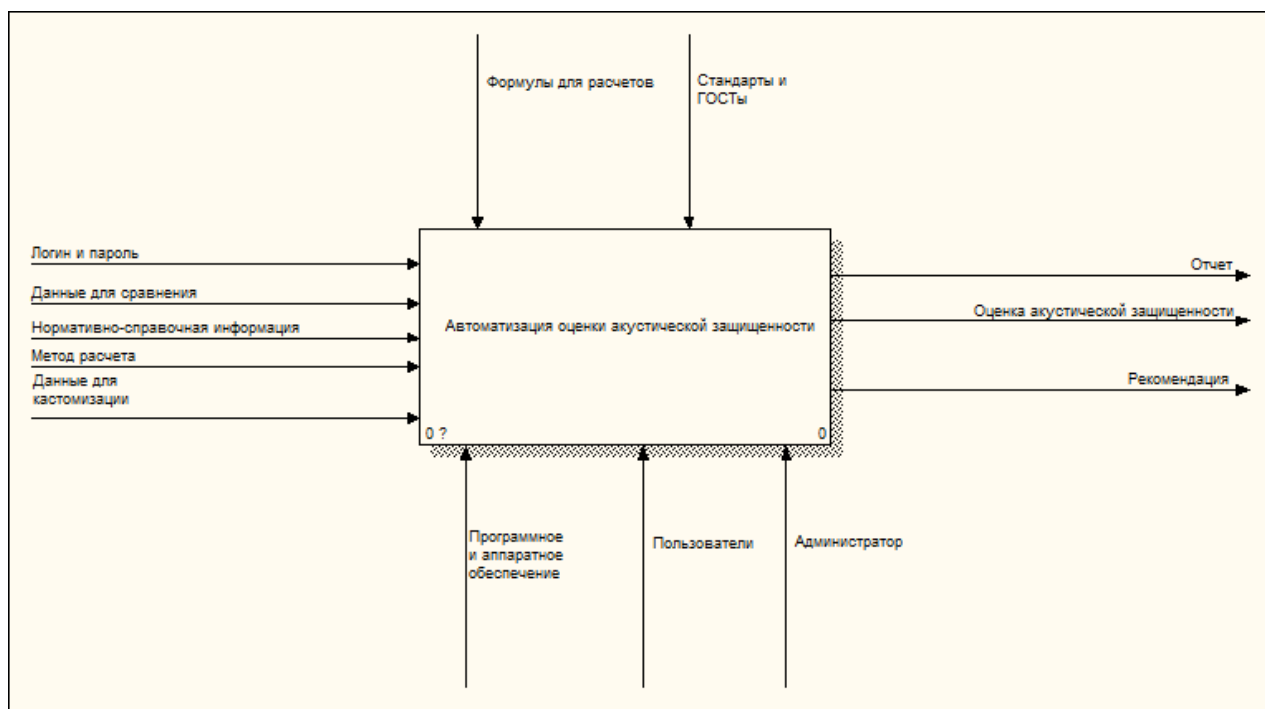 Формулы для расчетов
Стандарты и
ГОСТы
Логин и пароль
Данные для сравнения
Нормативно-справочная информация
Метод расчета
Данные для
кастомизации
Автоматизация оценки акустической защищенности
0 ?
0
Отчет
Оценка акустической защищенности
Рекомендация
Программное
и аппаратное
обеспечение
Пользователи
Администратор